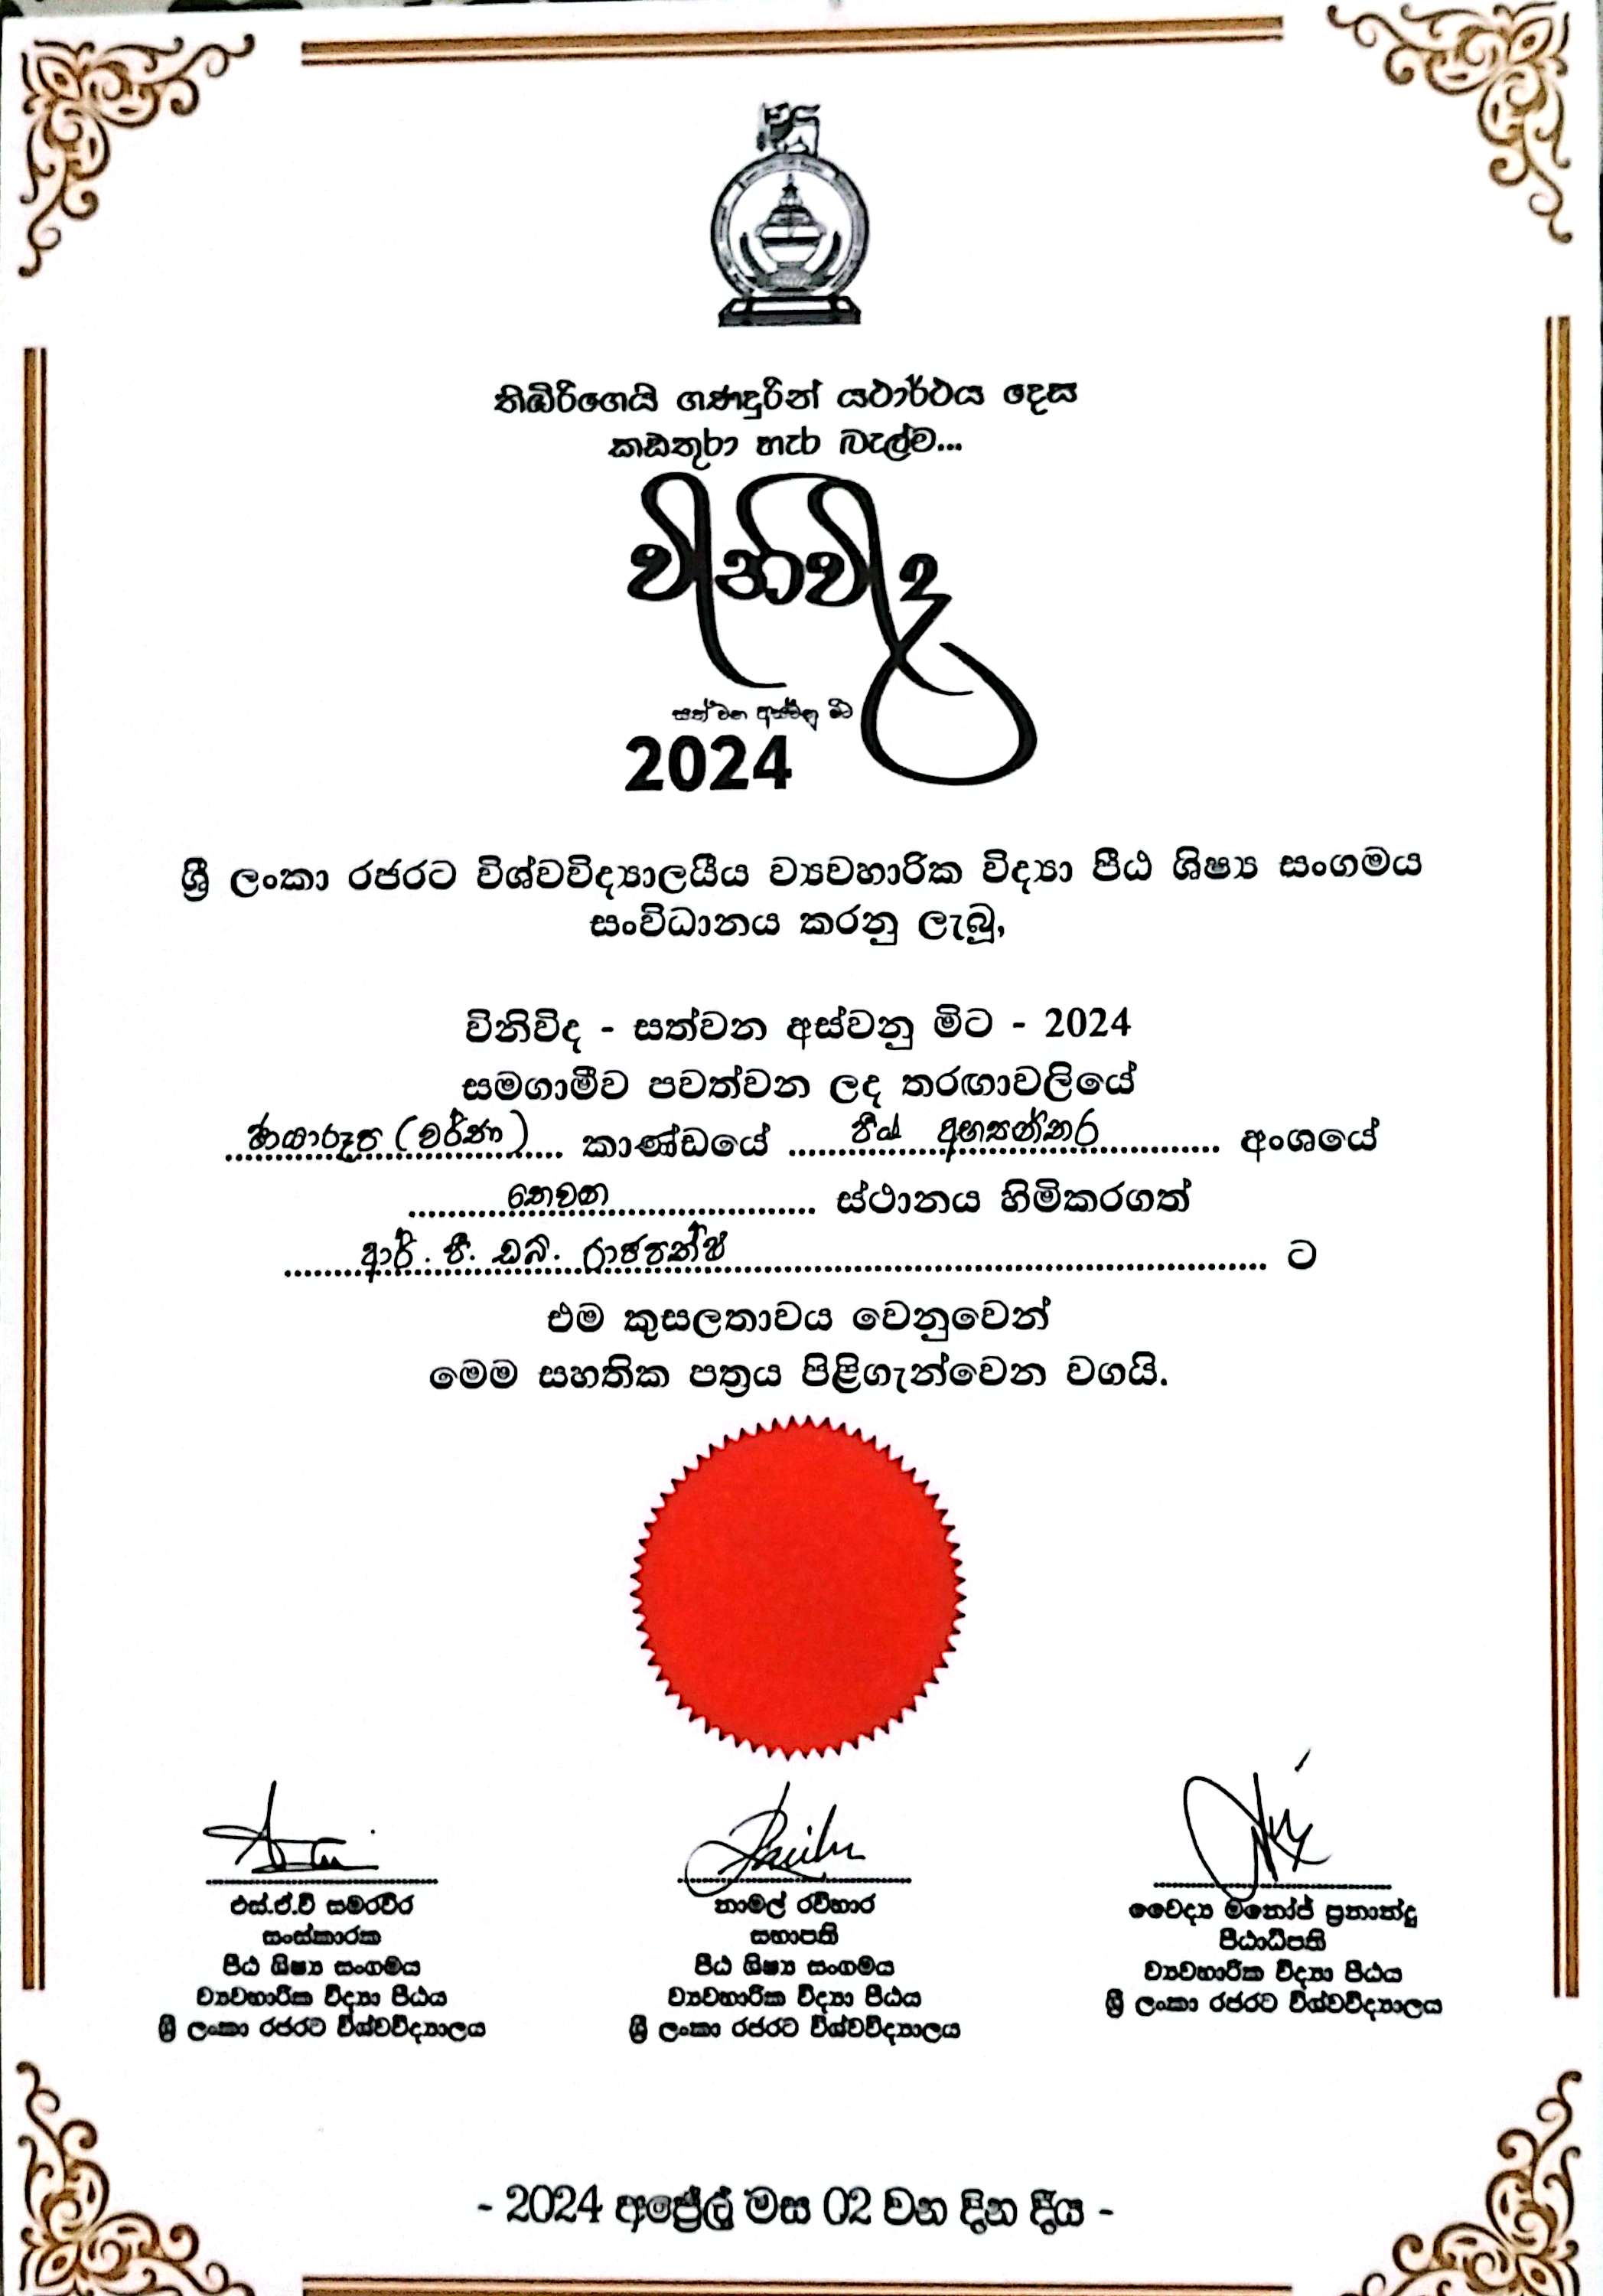 තිඹිරිගෙයි ගණඳුරින් යථාර්ථය දෙස
කඩතුරා හැර බැල්ම...
විනිවිද
සත් වන අස්වනු මිට
2024
ශ්‍රී ලංකා රජරට විශ්වවිද්‍යාලයීය ව්‍යවහාරික විද්‍යා පීඨ ශිෂ්‍ය සංගමය
සංවිධානය කරනු ලැබූ,
විනිවිද - සත්වන අස්වනු මිට - 2024
සමගාමීව පවත්වන ලද තරඟාවලියේ
ඡායාරූප (වර්ණ) කාණ්ඩයේ පීඨ අභ්‍යන්තර අංශයේ
තෙවන ස්ථානය හිමිකරගත්
ආර්. පී. ඩබ්. රාජපක්ෂ ට
එම කුසලතාවය වෙනුවෙන්
මෙම සහතික පත්‍රය පිළිගැන්වෙන වගයි.
එස්.ඒ.වී සමරවීර
සංස්කාරක
පීඨ ශිෂ්‍ය සංගමය
ව්‍යවහාරික විද්‍යා පීඨය
ශ්‍රී ලංකා රජරට විශ්වවිද්‍යාලය
නාමල් රවිහාර
සභාපති
පීඨ ශිෂ්‍ය සංගමය
ව්‍යවහාරික විද්‍යා පීඨය
ශ්‍රී ලංකා රජරට විශ්වවිද්‍යාලය
වෛද්‍ය මනෝජ් ප්‍රනාන්දු
පීඨාධිපති
ව්‍යවහාරික විද්‍යා පීඨය
ශ්‍රී ලංකා රජරට විශ්වවිද්‍යාලය
- 2024 අප්‍රේල් මස 02 වන දින දීය -